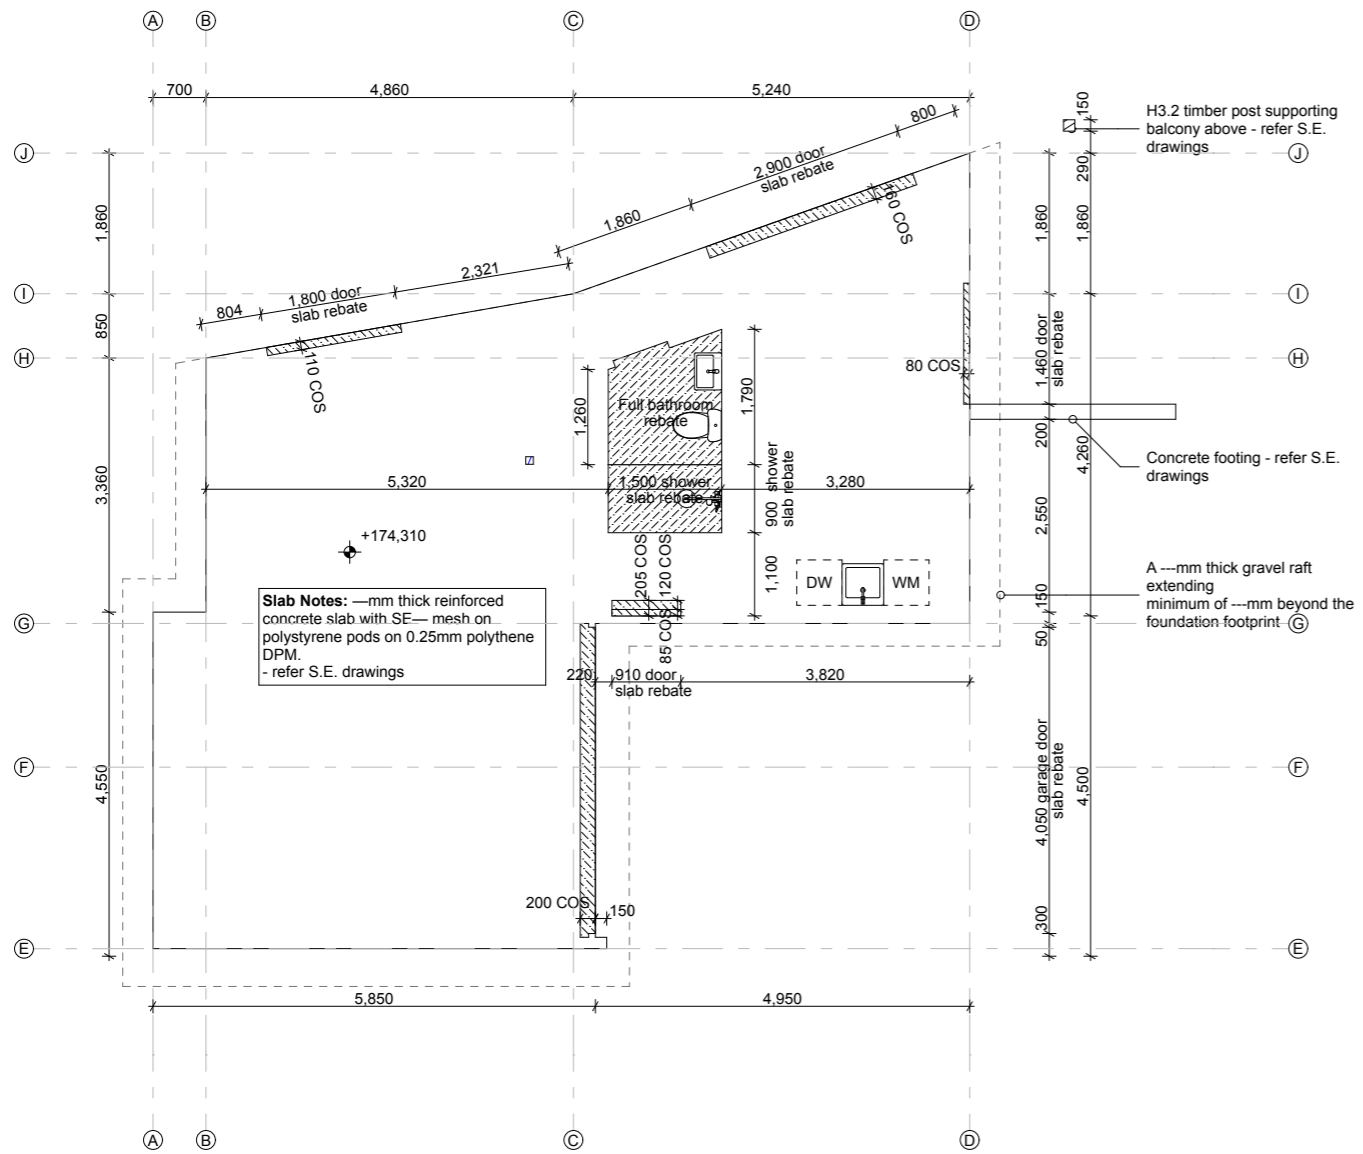 A
B
C
D
700
4,860
5,240
150
H3.2 timber post supporting
balcony above - refer S.E.
drawings
800
2,900 door
slab rebate
J
J
290
1,860
160 COS
1,860
1,860
1,860
2,321
1,800 door
slab rebate
804
I
I
850
110 COS
H
H
80 COS
1,460 door
slab rebate
1,260
Full bathroom
rebate
1,790
200
4,260
Concrete footing - refer S.E.
drawings
3,360
5,320
1,500 shower
slab rebate
900 shower
slab rebate
3,280
2,550
+174,310
205 COS
120 COS
1,100
DW
WM
A ---mm thick gravel raft
extending
minimum of ---mm beyond the
foundation footprint
Slab Notes: —mm thick reinforced
concrete slab with SE— mesh on
polystyrene pods on 0.25mm polythene
DPM.
- refer S.E. drawings
150
G
G
50
85 COS
220
910 door
slab rebate
3,820
F
F
4,550
4,050 garage door
slab rebate
4,500
200 COS
150
300
E
E
5,850
4,950
A
B
C
D